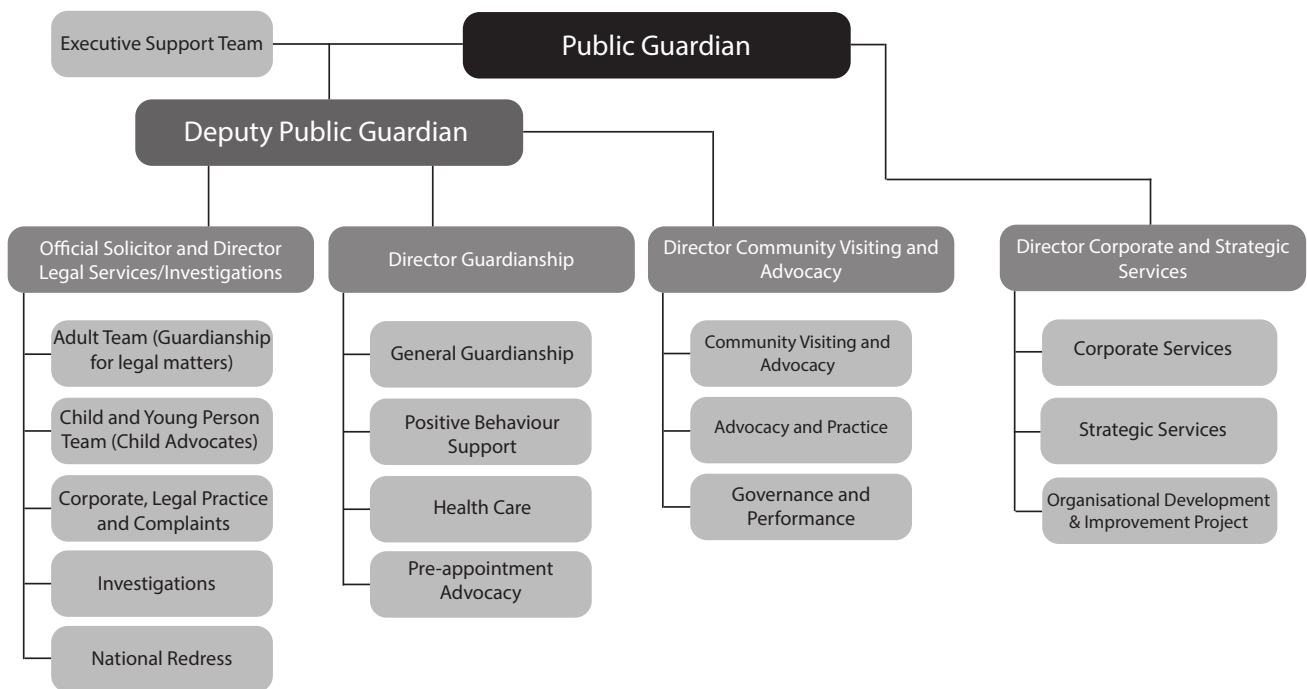 Executive Support Team
Public Guardian
Deputy Public Guardian
Official Solicitor and Director
Legal Services/Investigations
Adult Team (Guardianship
for legal matters)
Child and Young Person
Team (Child Advocates)
Corporate, Legal Practice
and Complaints
Investigations
National Redress
Director Guardianship
General Guardianship
Positive Behaviour
Support
Health Care
Pre-appointment
Advocacy
Director Community Visiting and
Advocacy
Community Visiting and
Advocacy
Advocacy and Practice
Governance and
Performance
Director Corporate and Strategic
Services
Corporate Services
Strategic Services
Organisational Development
& Improvement Project